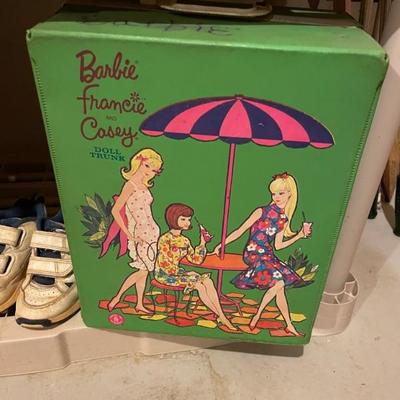 Barbie
Francie
AND
Casey
DOLL
TRUNK